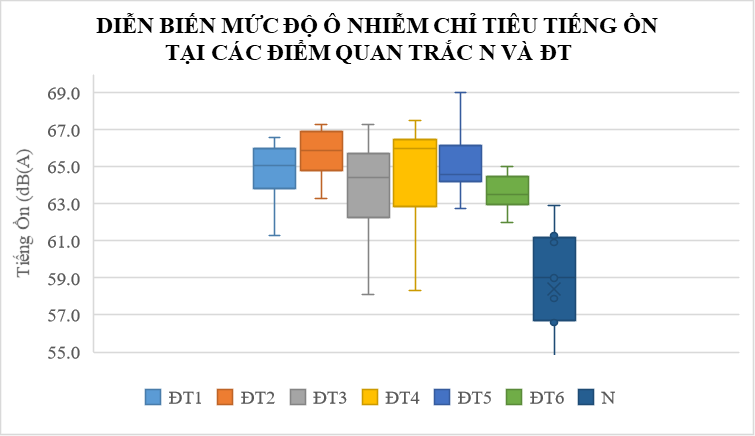 DIỄN BIẾN MỨC ĐỘ Ô NHIỄM CHỈ TIÊU TIẾNG ỒN
TẠI CÁC ĐIỂM QUAN TRẮC N VÀ ĐT
Tiếng Ồn (dB(A)
69.0
67.0
65.0
63.0
61.0
59.0
57.0
55.0
ĐT1 ĐT2 ĐT3 ĐT4 ĐT5 ĐT6 N